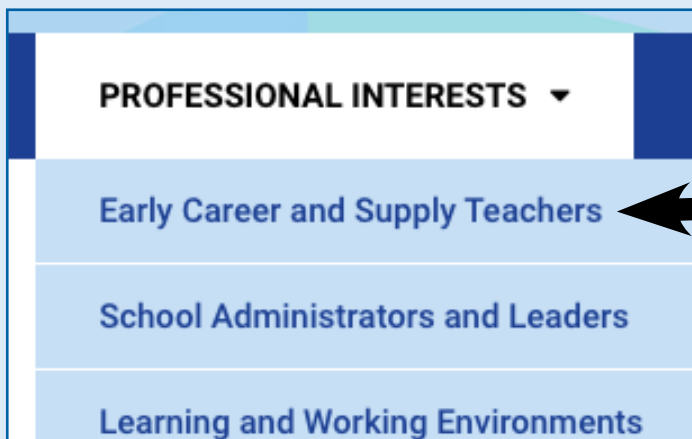 PROFESSIONAL INTERESTS
Early Career and Supply Teachers
School Administrators and Leaders
Learning and Working Environments